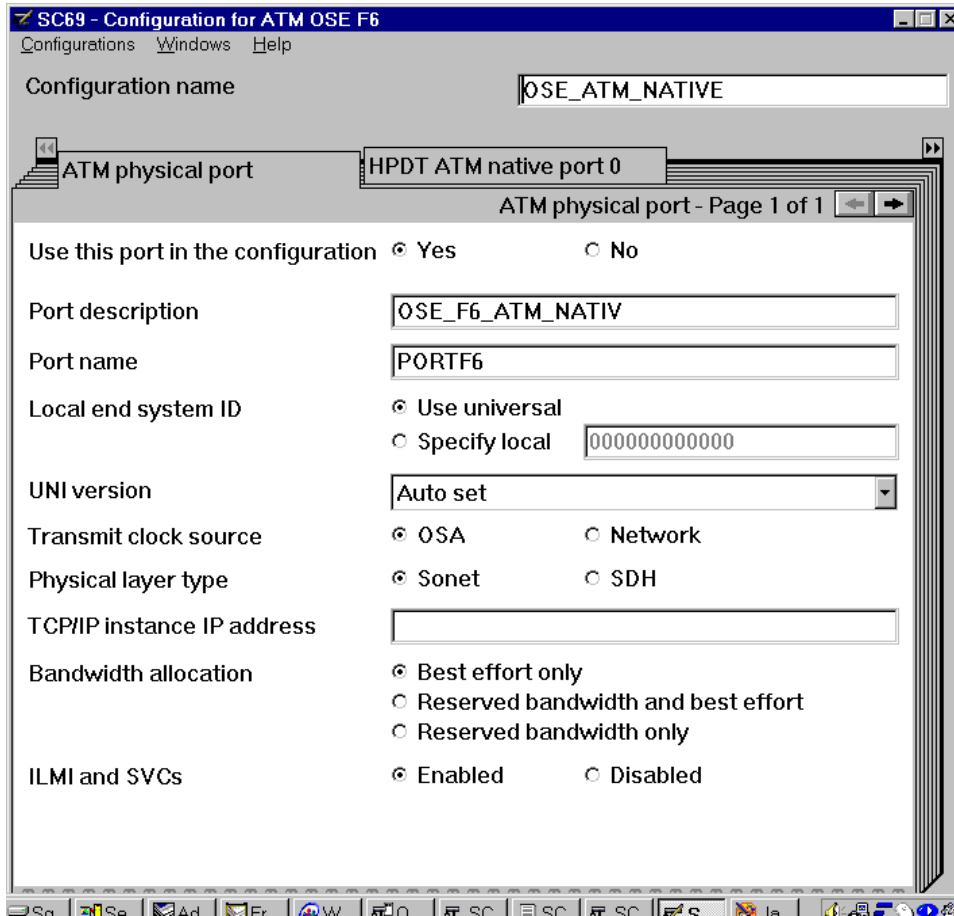 SC69 - Configuration for ATM OSE F6
Configurations Windows Help
Configuration name OSE_ATM_NATIVE
ATM physical port HPDT ATM native port 0
ATM physical port - Page 1 of 1
Use this port in the configuration Yes No
Port description OSE_F6_ATM_NATIV
Port name PORTF6
Local end system ID Use universal
Specify local 000000000000
UNI version Auto set
Transmit clock source OSA Network
Physical layer type Sonet SDH
TCP/IP instance IP address
Bandwidth allocation Best effort only
Reserved bandwidth and best effort
Reserved bandwidth only
ILMI and SVCs Enabled Disabled